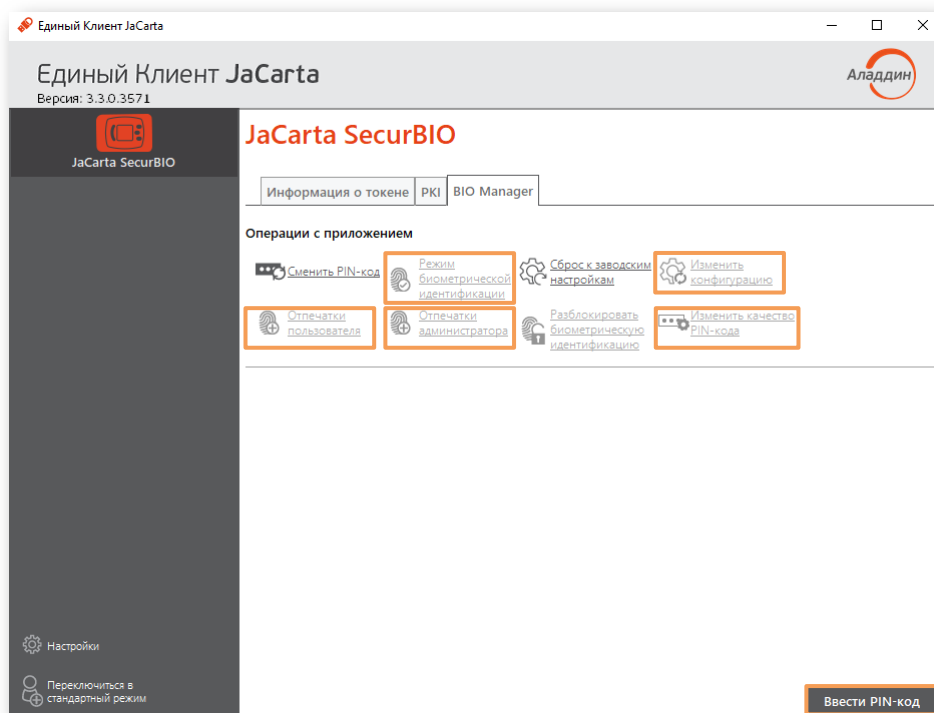 Единый Клиент JaCarta
Единый Клиент JaCarta
Версия: 3.3.0.3571
Аладдин
JaCarta SecurBIO
JaCarta SecurBIO
Информация о токене
PKI
BIO Manager
Операции с приложением
Сменить PIN-код
Режим
биометрической
идентификации
Сброс к заводским
настройкам
Изменить
конфигурацию
Отпечатки
пользователя
Отпечатки
администратора
Разблокировать
биометрическую
идентификацию
Изменить качество
PIN-кода
Настройки
Переключиться в
стандартный режим
Ввести PIN-код